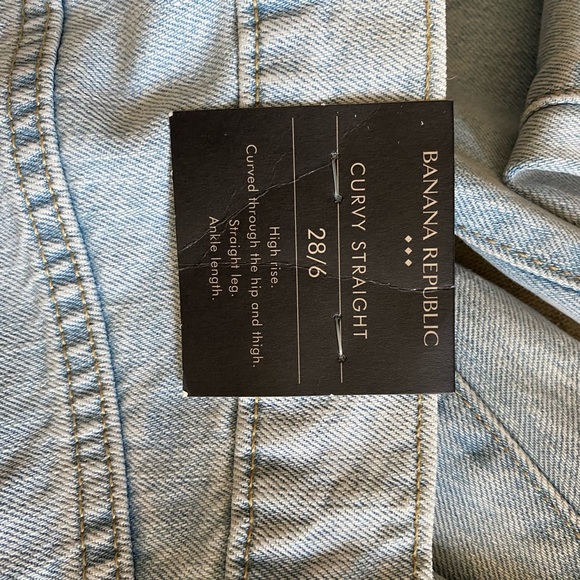 BANANA REPUBLIC
CURVY STRAIGHT
28/6
High rise.
Curved through the hip and thigh.
Straight leg.
Ankle length.